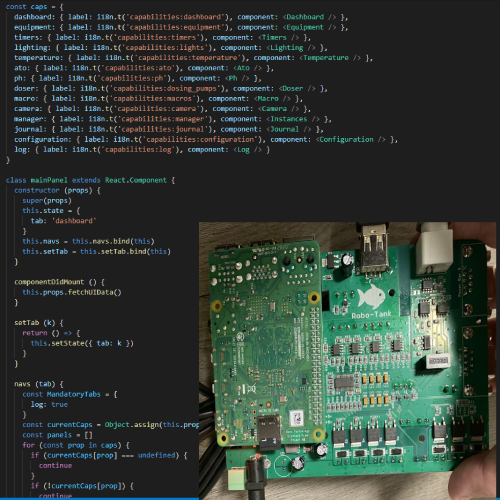 const caps = {
dashboard: { label: i18n.t('capabilities:dashboard'), component: <Dashboard /> },
equipment: { label: i18n.t('capabilities:equipment'), component: <Equipment /> },
timers: { label: i18n.t('capabilities:timers'), component: <Timers /> },
lighting: { label: i18n.t('capabilities:lights'), component: <Lighting /> },
temperature: { label: i18n.t('capabilities:temperature'), component: <Temperature /> },
ato: { label: i18n.t('capabilities:ato'), component: <Ato /> },
ph: { label: i18n.t('capabilities:ph'), component: <Ph /> },
doser: { label: i18n.t('capabilities:dosing_pumps'), component: <Doser /> },
macro: { label: i18n.t('capabilities:macros'), component: <Macro /> },
camera: { label: i18n.t('capabilities:camera'), component: <Camera /> },
manager: { label: i18n.t('capabilities:manager'), component: <Instances /> },
journal: { label: i18n.t('capabilities:journal'), component: <Journal /> },
configuration: { label: i18n.t('capabilities:configuration'), component: <Configuration /> },
log: { label: i18n.t('capabilities:log'), component: <Log /> }
}
class mainPanel extends React.Component {
constructor (props) {
super(props)
this.state = {
tab: 'dashboard'
}
this.navs = this.navs.bind(this)
this.setTab = this.setTab.bind(this)
}
componentDidMount () {
this.props.fetchUIData()
}
setTab (k) {
return () => {
this.setState({ tab: k })
}
}
navs (tab) {
const MandatoryTabs = {
log: true
}
const currentCaps = Object.assign(this.prop
const panels = []
for (const prop in caps) {
if (currentCaps[prop] === undefined) {
continue
}
if (!currentCaps[prop]) {
continue
Robo-Tank